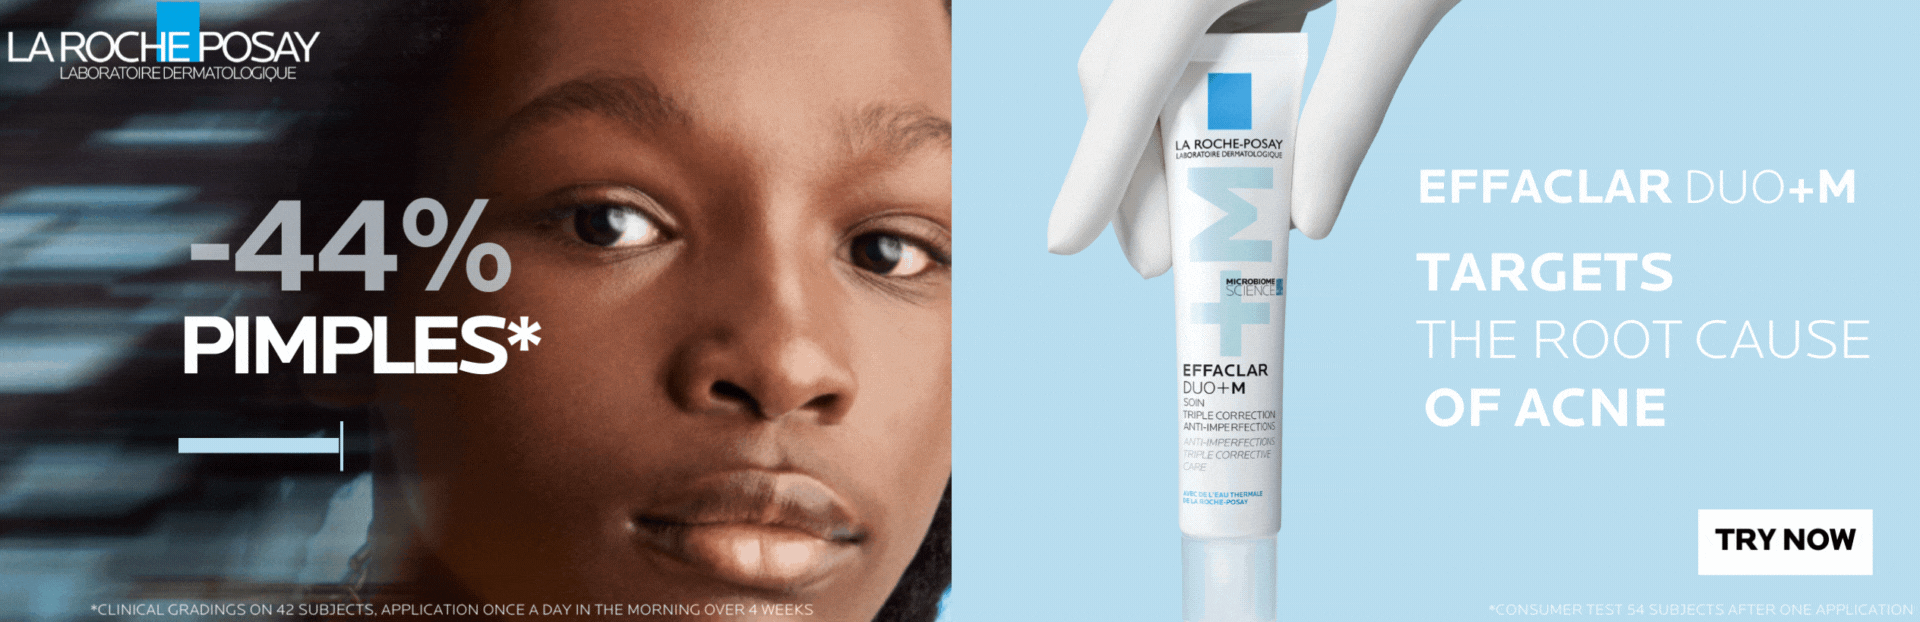 LA ROCHE POSAY
LABORATOIRE DERMATOLOGIQUE
-44%
PIMPLES*
*CLINICAL GRADINGS ON 42 SUBJECTS, APPLICATION ONCE A DAY IN THE MORNING OVER 4 WEEKS
LA ROCHE-POSAY
LABORATOIRE DERMATOLOGIQUE
+M
MICROBIOME
SCIENCE
EFFACLAR
DUO+M
SOIN
TRIPLE CORRECTION
ANTI-IMPERFECTIONS
ANTI-IMPERFECTIONS
TRIPLE CORRECTIVE
CARE
AVEC DE L'EAU THERMALE
DE LA ROCHE-POSAY
EFFACLAR DUO+M
TARGETS
THE ROOT CAUSE
OF ACNE
TRY NOW
*CONSUMER TEST 54 SUBJECTS AFTER ONE APPLICATION